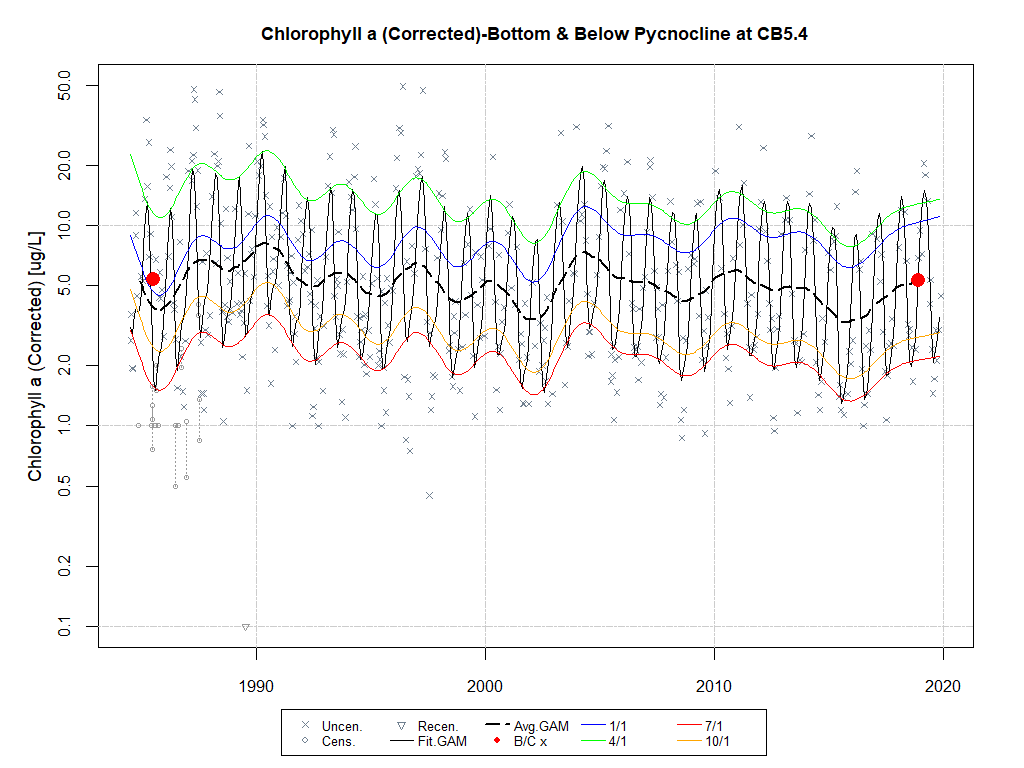 Chlorophyll a (Corrected)-Bottom & Below Pycnocline at CB5.4
Chlorophyll a (Corrected) [ug/L]
50.0
20.0
10.0
5.0
2.0
1.0
0.5
0.2
0.1
1990 2000 2010 2020
Uncen. Recen. Avg.GAM 1/1 7/1
Cens. Fit.GAM B/C x 4/1 10/1